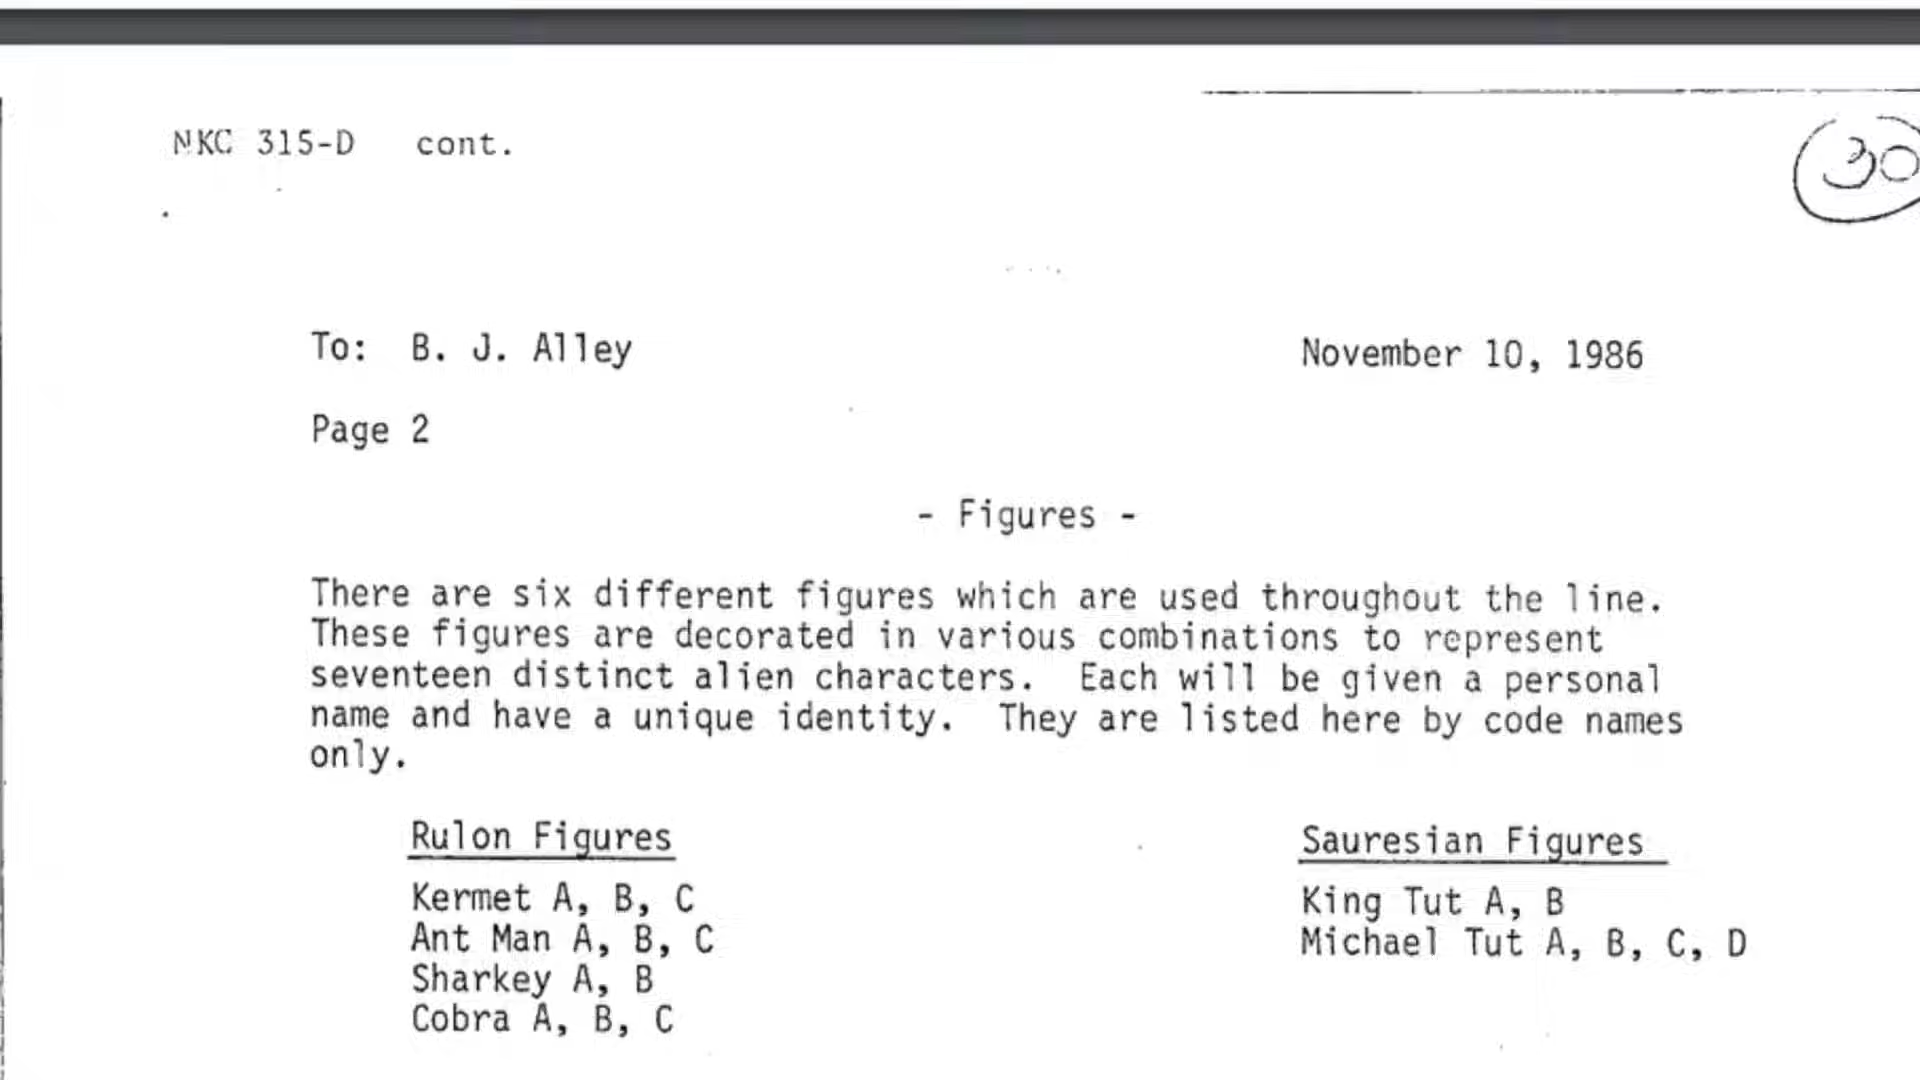 NKC 315-D cont.
30
To: B. J. Alley November 10, 1986
Page 2
- Figures -
There are six different figures which are used throughout the line.
These figures are decorated in various combinations to represent
seventeen distinct alien characters. Each will be given a personal
name and have a unique identity. They are listed here by code names
only.
Rulon Figures Sauresian Figures
Kermet A, B, C King Tut A, B
Ant Man A, B, C Michael Tut A, B, C, D
Sharkey A, B
Cobra A, B, C